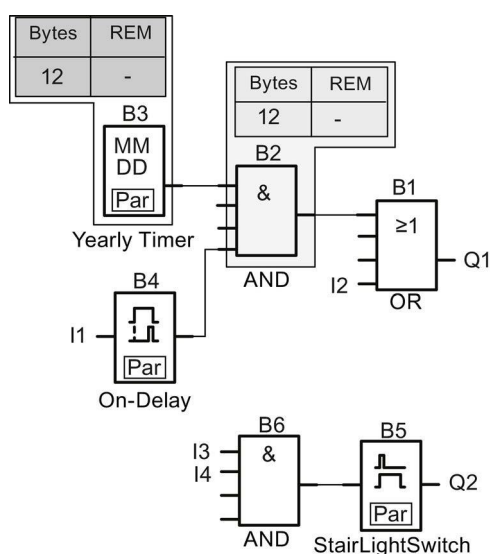 Bytes REM
12 -
B3
MM
DD
Par
Yearly Timer
Bytes REM
12 -
B2
&
AND
B1
≥1
I2
Q1
OR
B4
I1
Par
On-Delay
B6
I3
I4
&
AND
B5
Par
Q2
StairLightSwitch